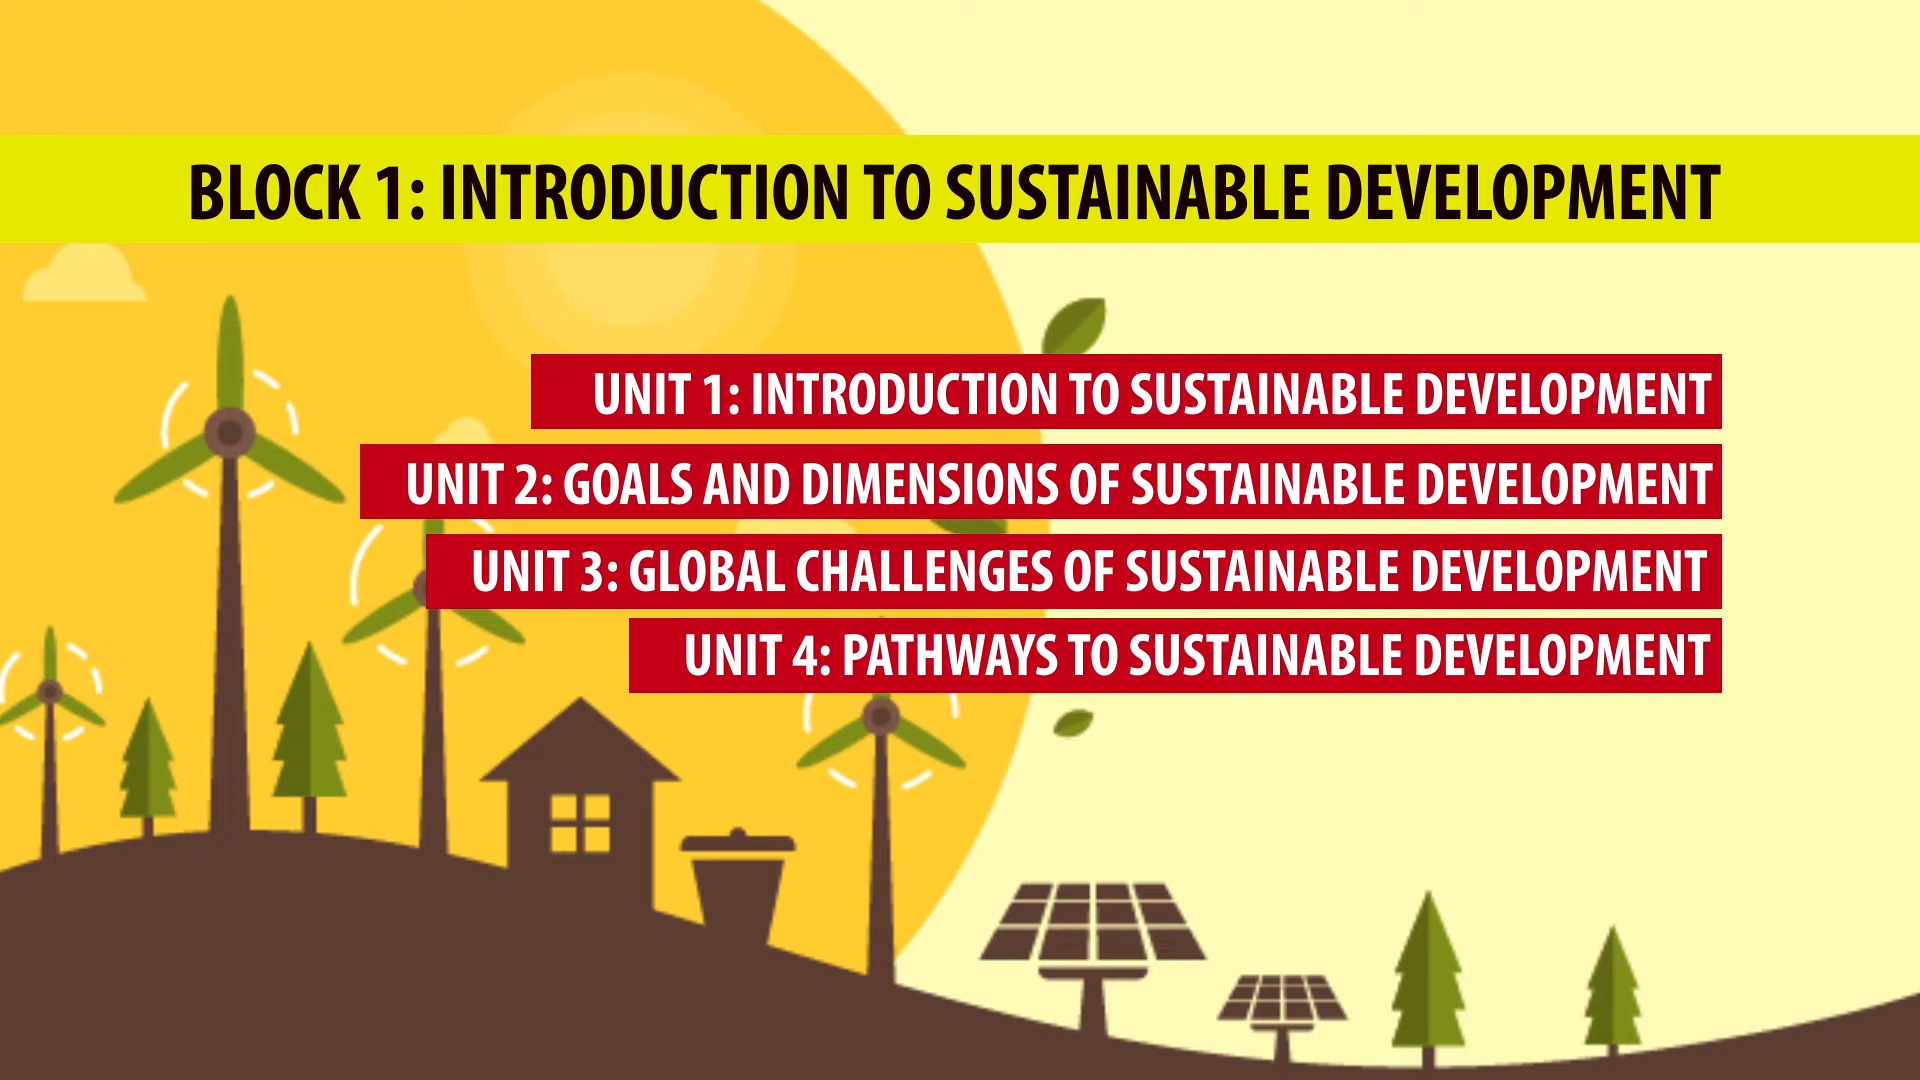 BLOCK 1: INTRODUCTION TO SUSTAINABLE DEVELOPMENT
UNIT 1: INTRODUCTION TO SUSTAINABLE DEVELOPMENT
UNIT 2: GOALS AND DIMENSIONS OF SUSTAINABLE DEVELOPMENT
UNIT 3: GLOBAL CHALLENGES OF SUSTAINABLE DEVELOPMENT
UNIT 4: PATHWAYS TO SUSTAINABLE DEVELOPMENT